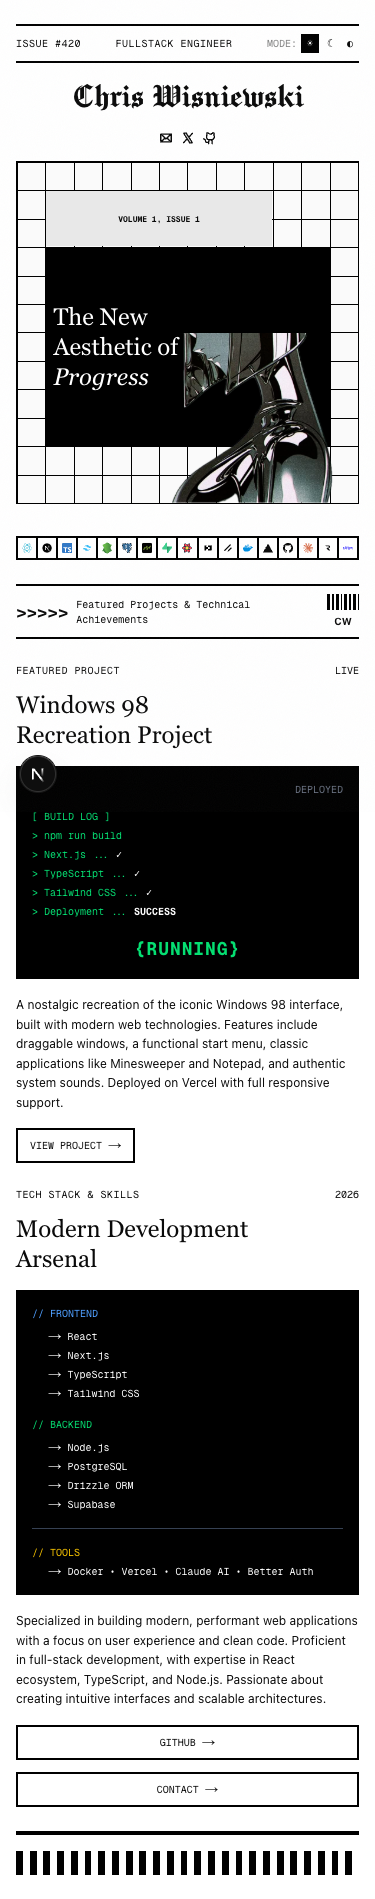 ISSUE #420 FULLSTACK ENGINEER MODE: ☀ ☾ ◐
Chris Wisniewski
VOLUME 1, ISSUE 1
The New
Aesthetic of
Progress
>>>>> Featured Projects & Technical
Achievements
CW
FEATURED PROJECT LIVE
Windows 98
Recreation Project
N
DEPLOYED
[ BUILD LOG ]
> npm run build
> Next.js ... ✓
> TypeScript ... ✓
> Tailwind CSS ... ✓
> Deployment ... SUCCESS
{RUNNING}
A nostalgic recreation of the iconic Windows 98 interface,
built with modern web technologies. Features include
draggable windows, a functional start menu, classic
applications like Minesweeper and Notepad, and authentic
system sounds. Deployed on Vercel with full responsive
support.
VIEW PROJECT →
TECH STACK & SKILLS 2026
Modern Development
Arsenal
// FRONTEND
→ React
→ Next.js
→ TypeScript
→ Tailwind CSS
// BACKEND
→ Node.js
→ PostgreSQL
→ Drizzle ORM
→ Supabase
// TOOLS
→ Docker • Vercel • Claude AI • Better Auth
Specialized in building modern, performant web applications
with a focus on user experience and clean code. Proficient
in full-stack development, with expertise in React
ecosystem, TypeScript, and Node.js. Passionate about
creating intuitive interfaces and scalable architectures.
GITHUB →
CONTACT →